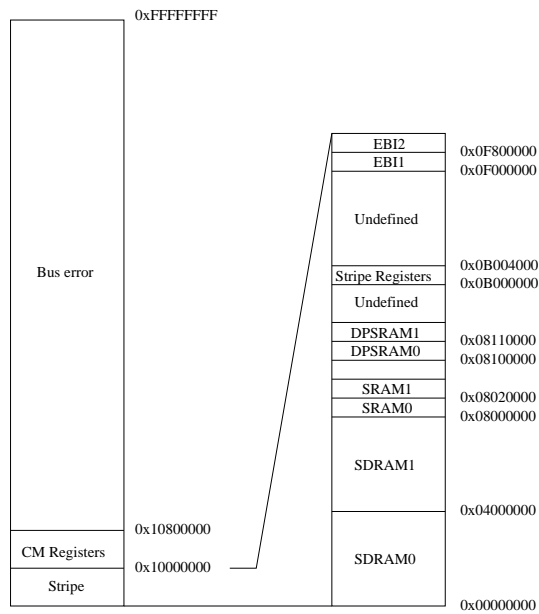 0xFFFFFFFF
Bus error
0x10800000
CM Registers
0x10000000
Stripe
EBI2
0x0F800000
EBI1
0x0F000000
Undefined
0x0B004000
Stripe Registers
0x0B000000
Undefined
DPSRAM1
0x08110000
DPSRAM0
0x08100000
SRAM1
0x08020000
SRAM0
0x08000000
SDRAM1
0x04000000
SDRAM0
0x00000000